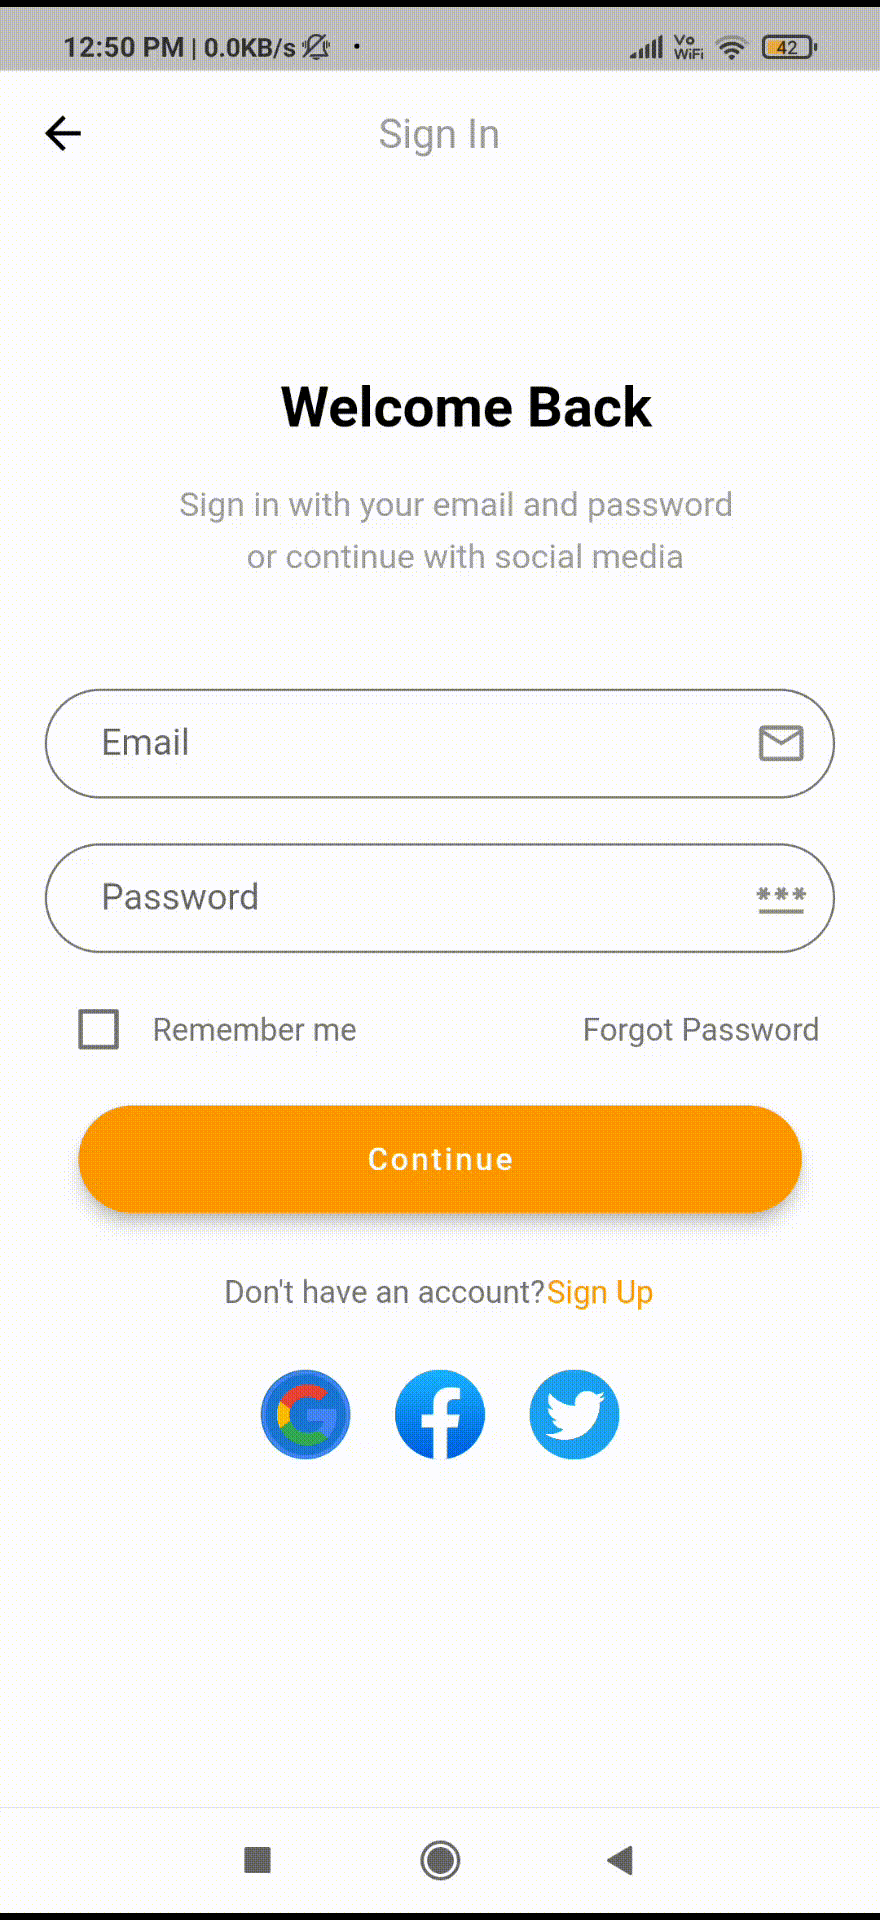 12:50 PM | 0.0KB/s
Vo
WiFi
42
Sign In
Welcome Back
Sign in with your email and password
or continue with social media
Email
Password
***
Remember me
Forgot Password
Continue
Don't have an account?Sign Up